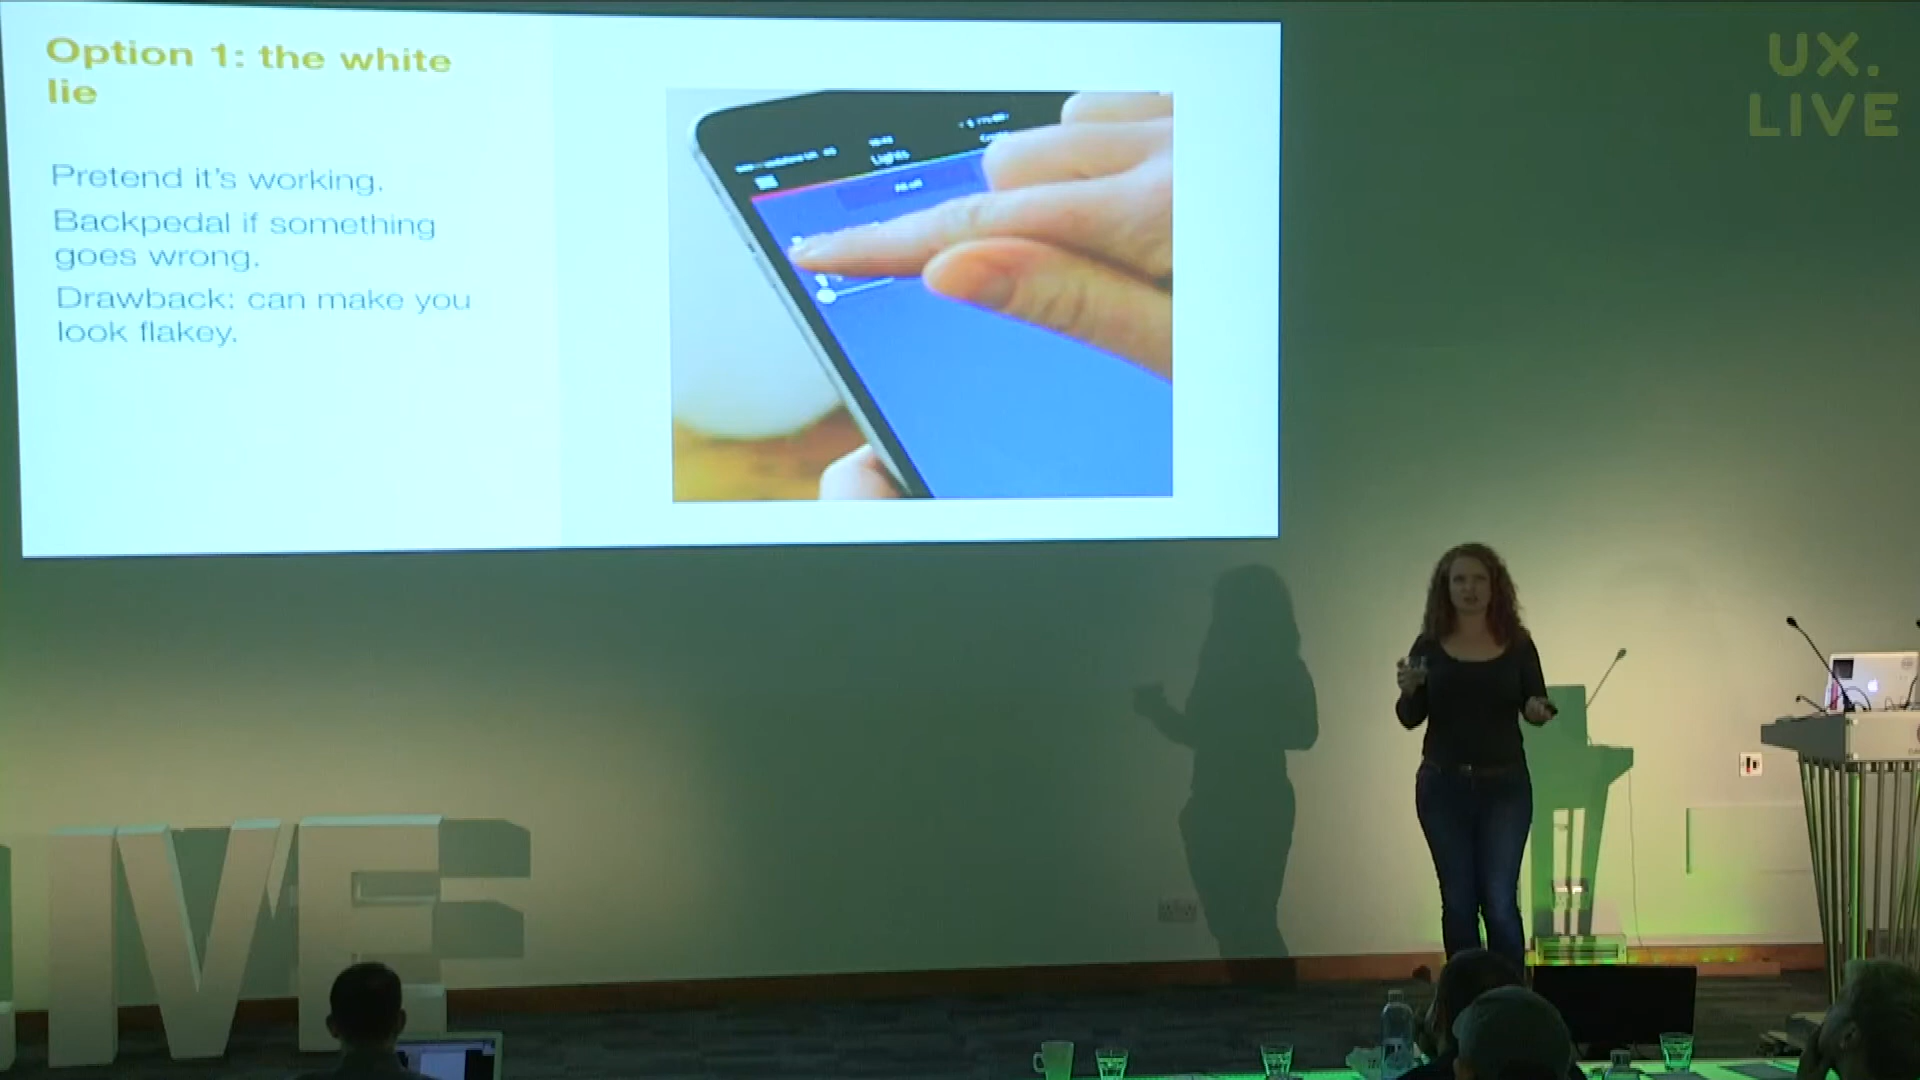 Option 1: the white
lie
Pretend it's working.
Backpedal if something
goes wrong.
Drawback: can make you
look flakey.
Lights
All off
UX.
LIVE
IVE